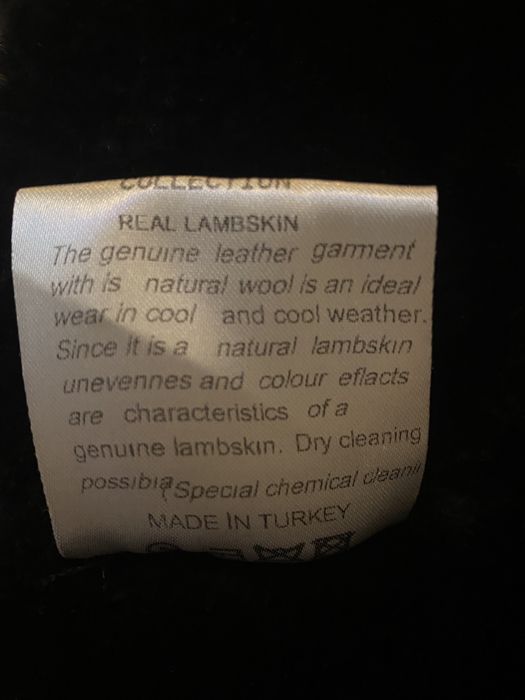 COLLECTION
REAL LAMBSKIN
The genuine leather garment
with is natural wool is an ideal
wear in cool and cool weather.
Since it is a natural lambskin
unevennes and colour eflacts
are characteristics of a
genuine lambskin. Dry cleaning
possibia Special chemical cleanin
MADE IN TURKEY